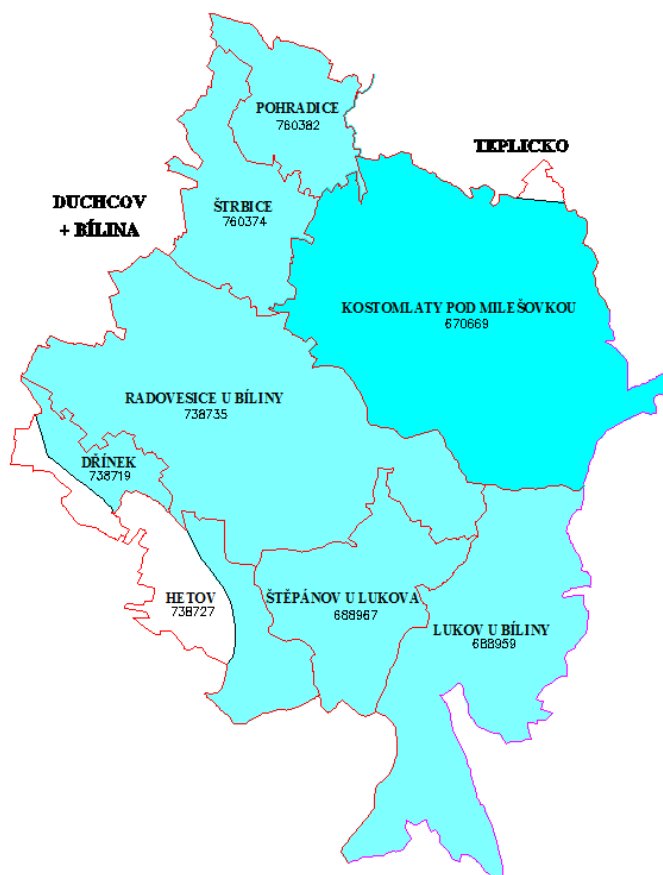 POHRADICE
760382
TEPLICKO
DUCHCOV
+ BÍLINA
ŠTRBICE
760374
KOSTOMLATY POD MILEŠOVKOU
670669
RADOVESICE U BÍLINY
738735
DŘÍNEK
738719
HETOV
738727
ŠTĚPÁNOV U LUKOVA
688967
LUKOV U BÍLINY
688959